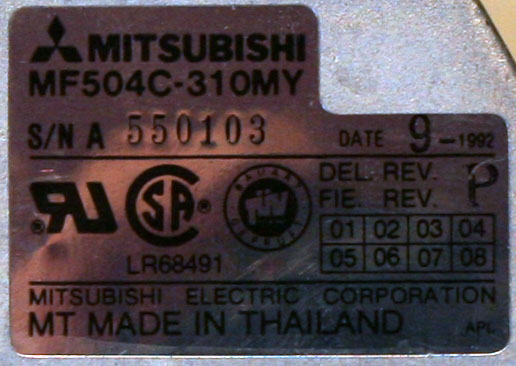 MITSUBISHI
MF504C-310MY
S/N A 550103 DATE 9-1992
DEL. REV. P
FIE. REV.
01 02 03 04
05 06 07 08
LR68491
MITSUBISHI ELECTRIC CORPORATION
MT MADE IN THAILAND